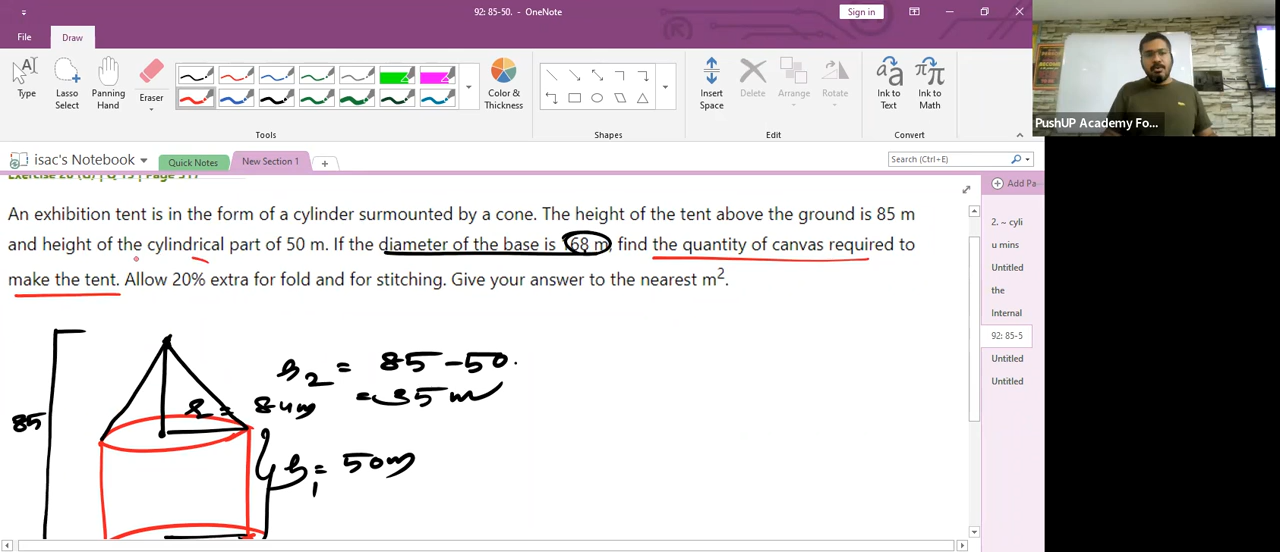 92: 85-50. - OneNote
Sign in
File
Draw
Type
Lasso
Select
Panning
Hand
Eraser
Color &
Thickness
Insert
Space
Delete
Arrange
Rotate
Ink to
Text
Ink to
Math
Tools
Shapes
Edit
Convert
PushUP Academy Fo...
isac's Notebook
Quick Notes
New Section 1
Search (Ctrl+E)
Add Pa
An exhibition tent is in the form of a cylinder surmounted by a cone. The height of the tent above the ground is 85 m
and height of the cylindrical part of 50 m. If the diameter of the base is 168 m, find the quantity of canvas required to
make the tent. Allow 20% extra for fold and for stitching. Give your answer to the nearest m².
2. ~ cyli
u mins
Untitled
the
Internal
92: 85-5
Untitled
Untitled
h₂ = 85 - 50.
= 35 m
r = 84m
85
h₁ = 50m